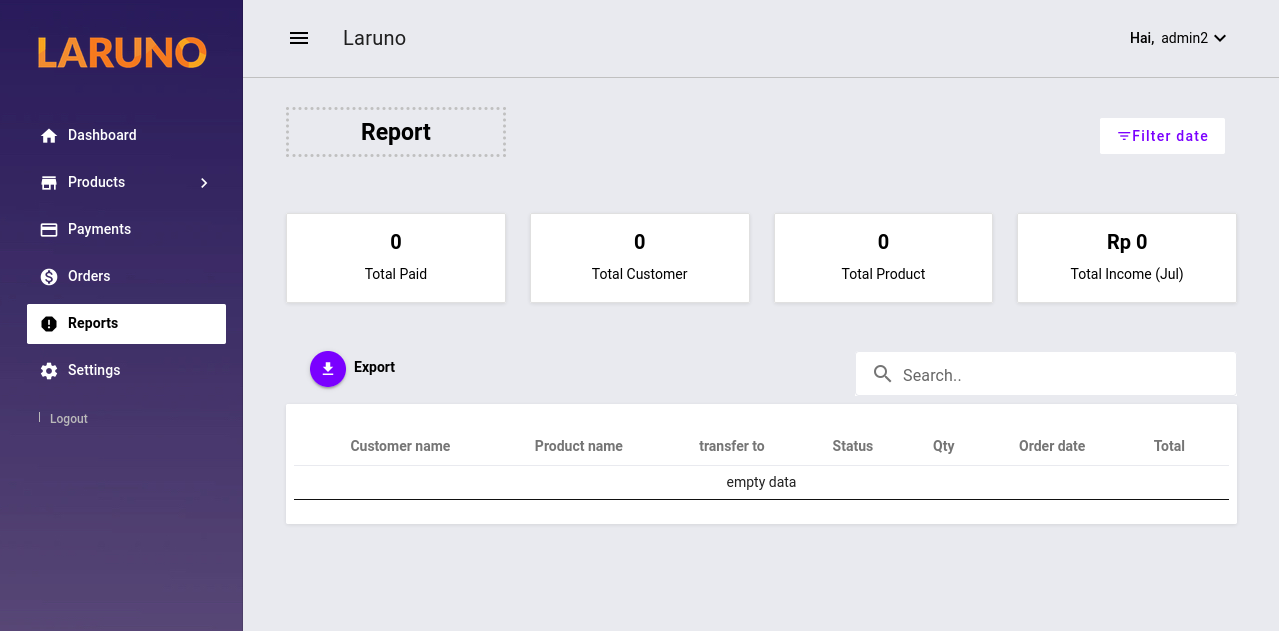 LARUNO
Laruno
Hai, admin2
Dashboard
Products
Payments
Orders
Reports
Settings
Logout
Report
Filter date
0
Total Paid
0
Total Customer
0
Total Product
Rp 0
Total Income (Jul)
Export
Search..
Customer name Product name transfer to Status Qty Order date Total
empty data